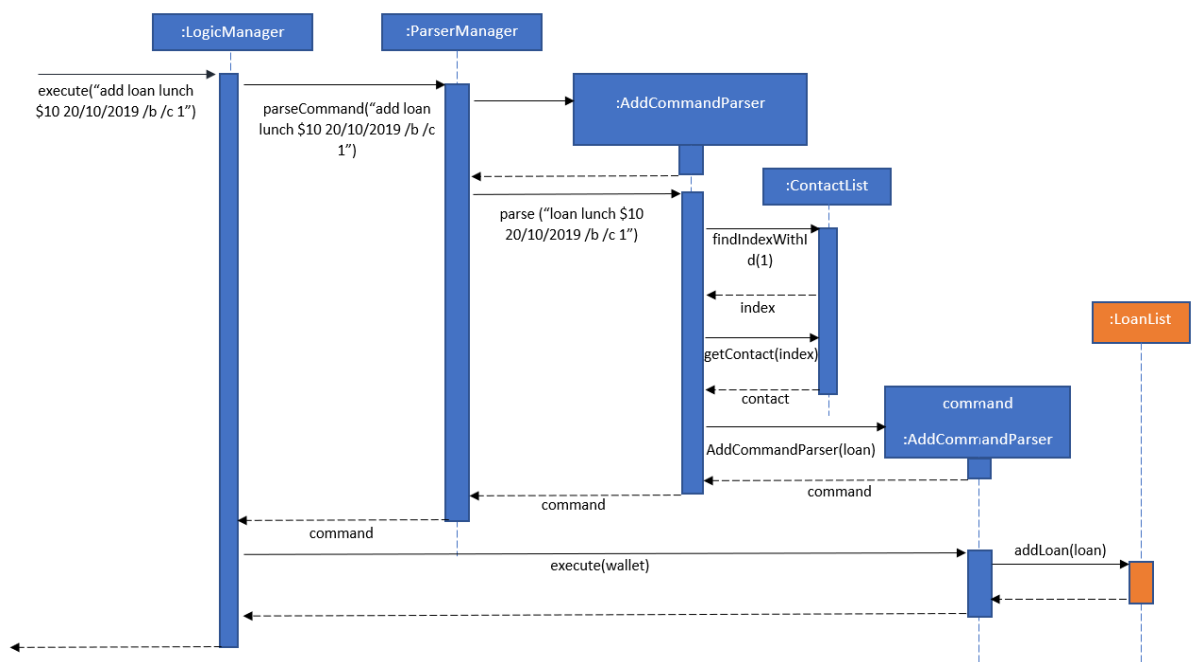 :LogicManager
:ParserManager
execute(“add loan lunch
$10 20/10/2019 /b /c 1”)
parseCommand(“add loan
lunch $10 20/10/2019 /b /c
1”)
:AddCommandParser
:ContactList
parse (“loan lunch $10
20/10/2019 /b /c 1”)
findIndexWithI
d(1)
index
:LoanList
getContact(index)
contact
command
:AddCommandParser
AddCommandParser(loan)
command
command
command
addLoan(loan)
execute(wallet)